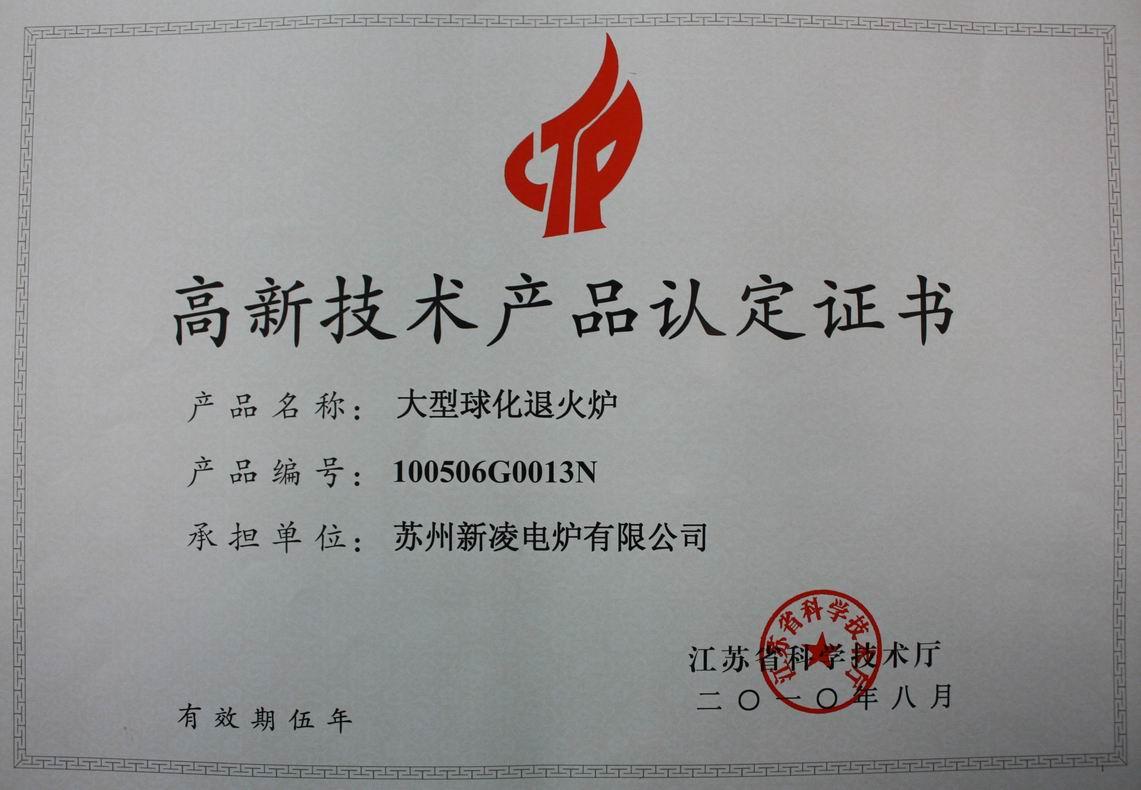 CTP
高新技术产品认定证书
产品名称：大型球化退火炉
产品编号：100506G0013N
承担单位：苏州新凌电炉有限公司
江苏省科学技术厅
江苏省科学技术厅
二〇一〇年八月
有效期伍年